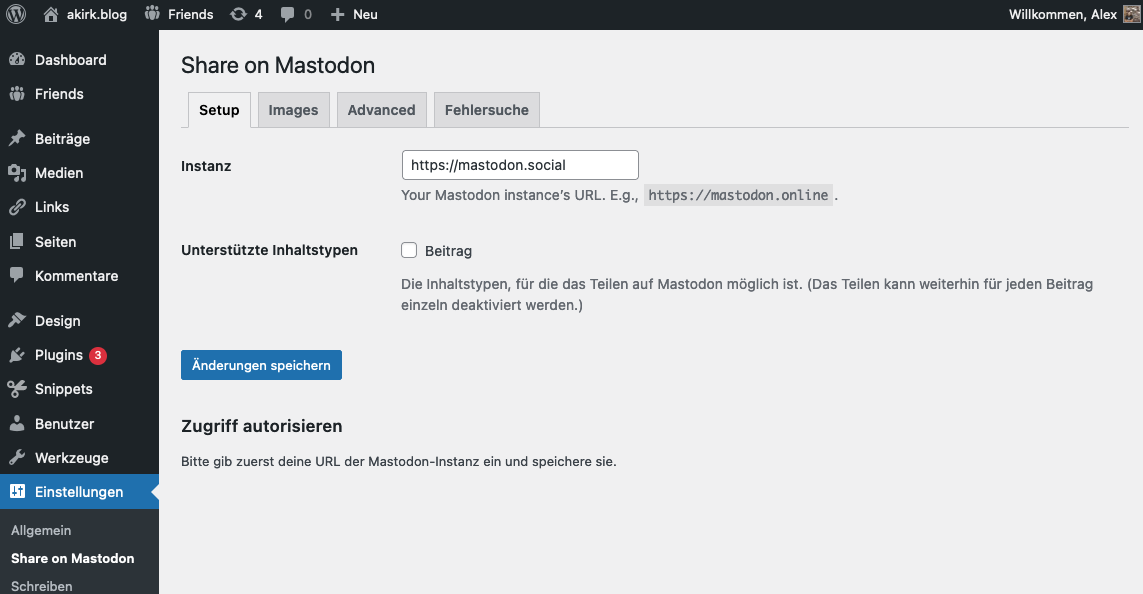 akirk.blog Friends 4 0 Neu Willkommen, Alex
Dashboard
Friends
Beiträge
Medien
Links
Seiten
Kommentare
Design
Plugins 3
Snippets
Benutzer
Werkzeuge
Einstellungen
Allgemein
Share on Mastodon
Schreiben
Share on Mastodon
Setup Images Advanced Fehlersuche
Instanz https://mastodon.social
Your Mastodon instance’s URL. E.g., https://mastodon.online .
Unterstützte Inhaltstypen Beitrag
Die Inhaltstypen, für die das Teilen auf Mastodon möglich ist. (Das Teilen kann weiterhin für jeden Beitrag
einzeln deaktiviert werden.)
Änderungen speichern
Zugriff autorisieren
Bitte gib zuerst deine URL der Mastodon-Instanz ein und speichere sie.